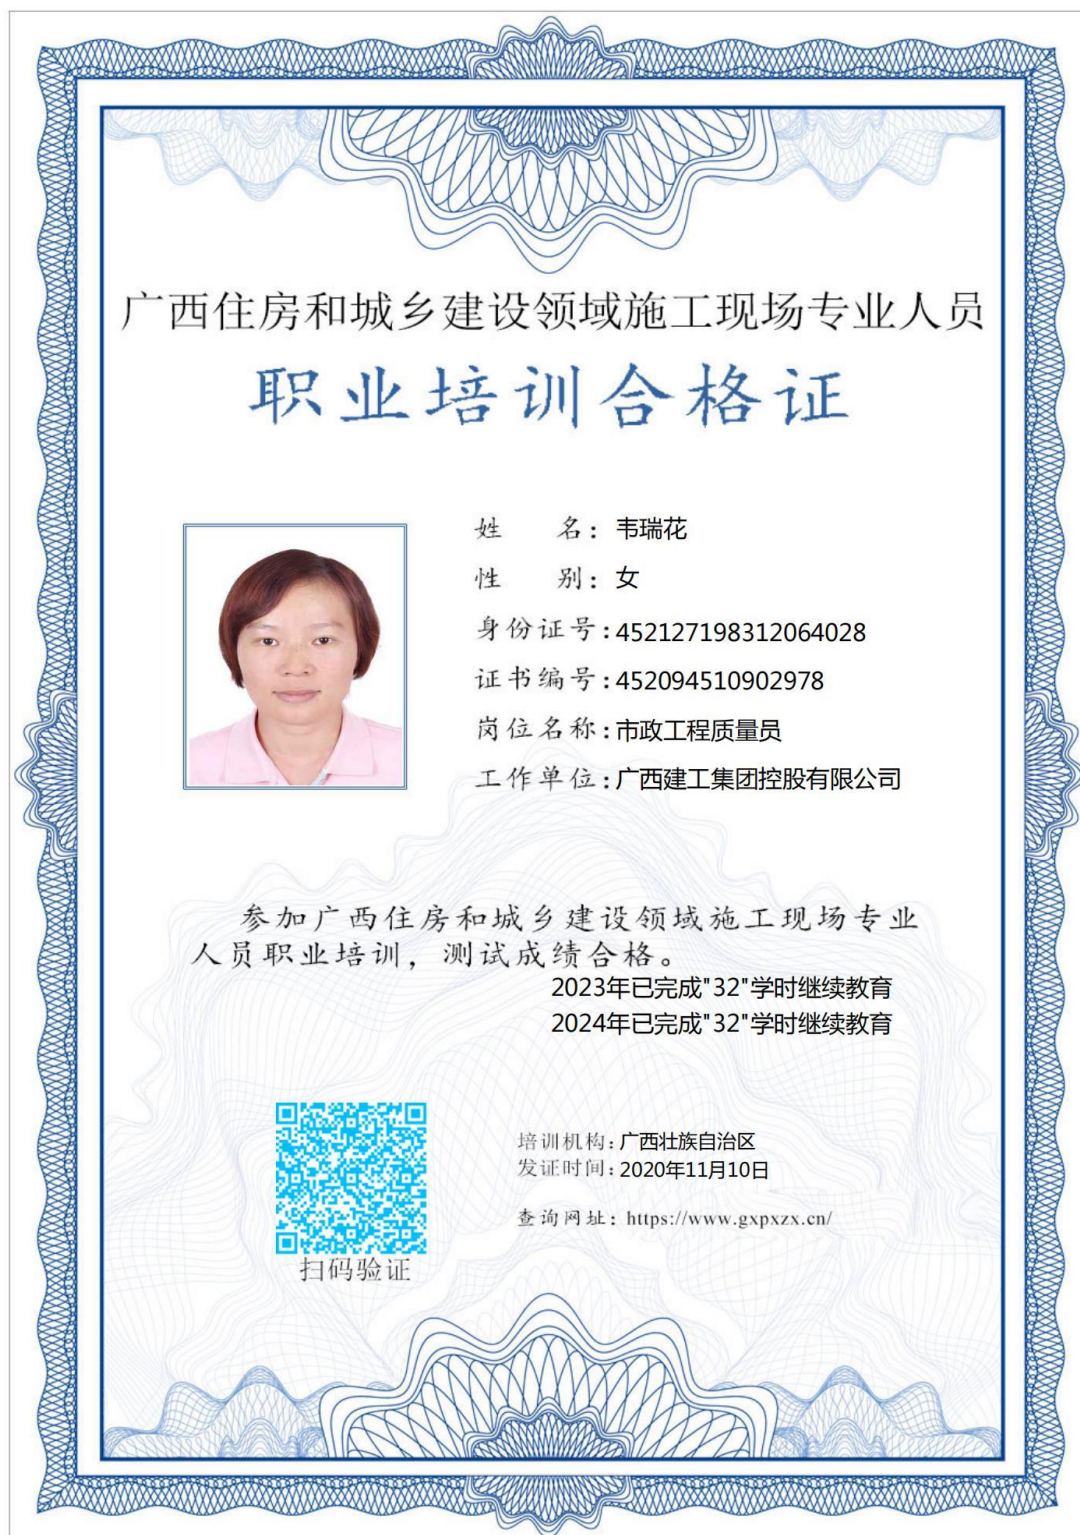 广西住房和城乡建设领域施工现场专业人员
职业培训合格证
姓 名：韦瑞花
性 别：女
身份证号：452127198312064028
证书编号：452094510902978
岗位名称：市政工程质量员
工作单位：广西建工集团控股有限公司
参加广西住房和城乡建设领域施工现场专业
人员职业培训，测试成绩合格。
2023年已完成"32"学时继续教育
2024年已完成"32"学时继续教育
培训机构：广西壮族自治区
发证时间：2020年11月10日
查询网址：https://www.gxpxzx.cn/
扫码验证